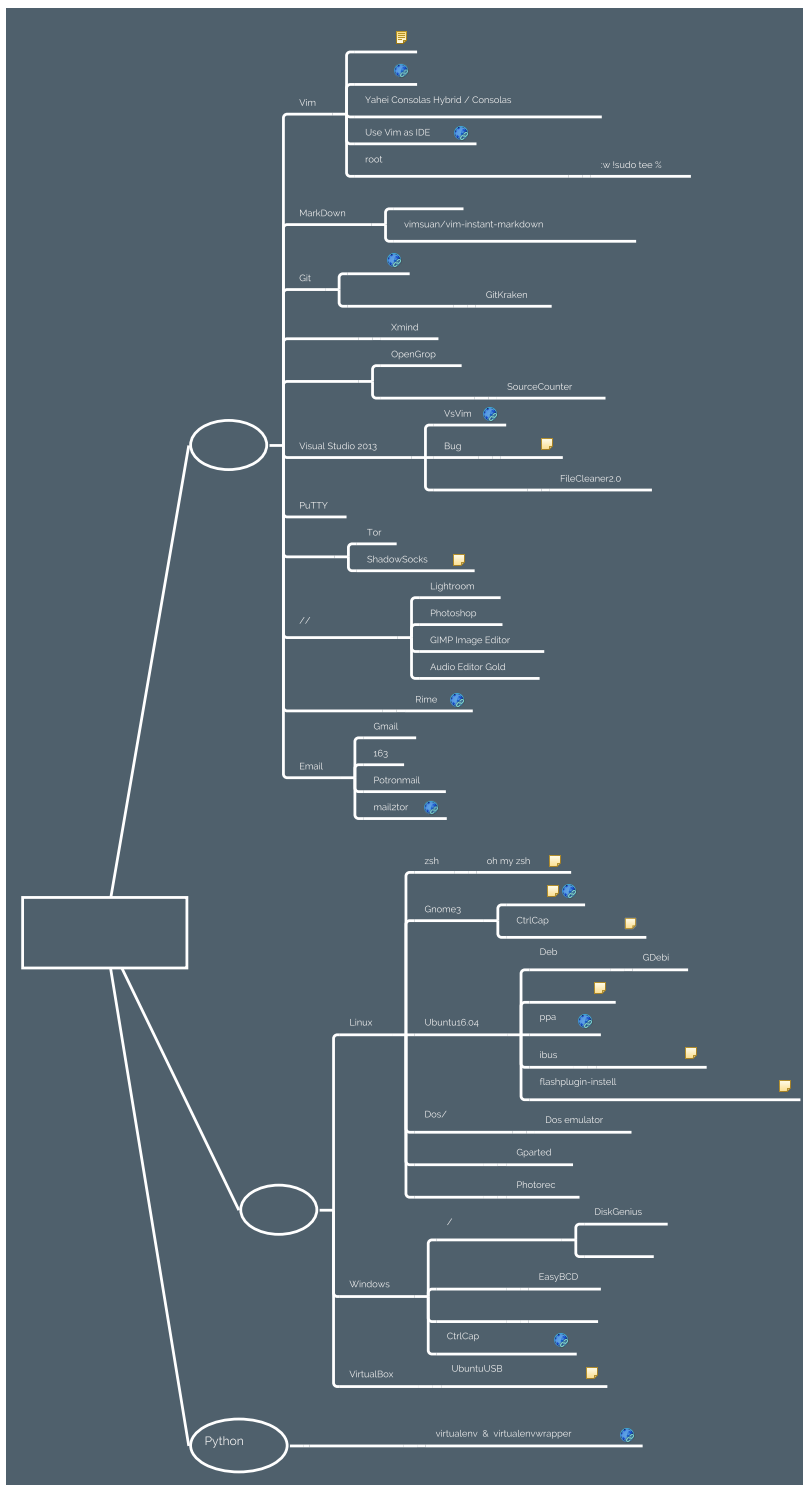 Vim
Yahei Consolas Hybrid / Consolas
Use Vim as IDE
root
:w !sudo tee %
MarkDown
vimsuan/vim-instant-markdown
Git
GitKraken
Xmind
OpenGrop
SourceCounter
Visual Studio 2013
VsVim
Bug
FileCleaner2.0
PuTTY
Tor
ShadowSocks
//
Lightroom
Photoshop
GIMP Image Editor
Audio Editor Gold
Rime
Email
Gmail
163
Potronmail
mail2tor
Linux
zsh
oh my zsh
Gnome3
CtrlCap
Ubuntu16.04
Deb
GDebi
ppa
ibus
flashplugin-instell
Dos/
Dos emulator
Gparted
Photorec
Windows
/
DiskGenius
EasyBCD
CtrlCap
VirtualBox
UbuntuUSB
Python
virtualenv & virtualenvwrapper